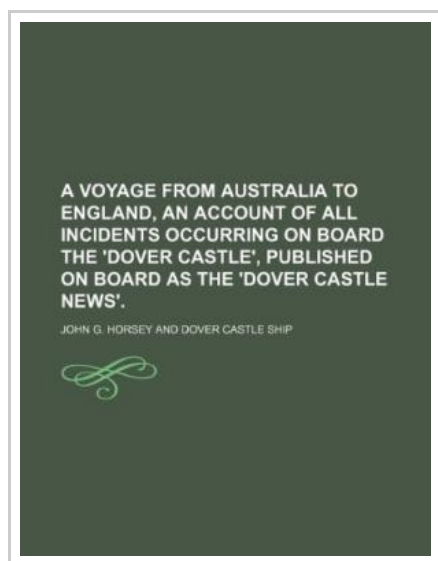 A VOYAGE FROM AUSTRALIA TO
ENGLAND, AN ACCOUNT OF ALL
INCIDENTS OCCURRING ON BOARD
THE 'DOVER CASTLE', PUBLISHED
ON BOARD AS THE 'DOVER CASTLE
NEWS'.
JOHN G. HORSEY AND DOVER CASTLE SHIP